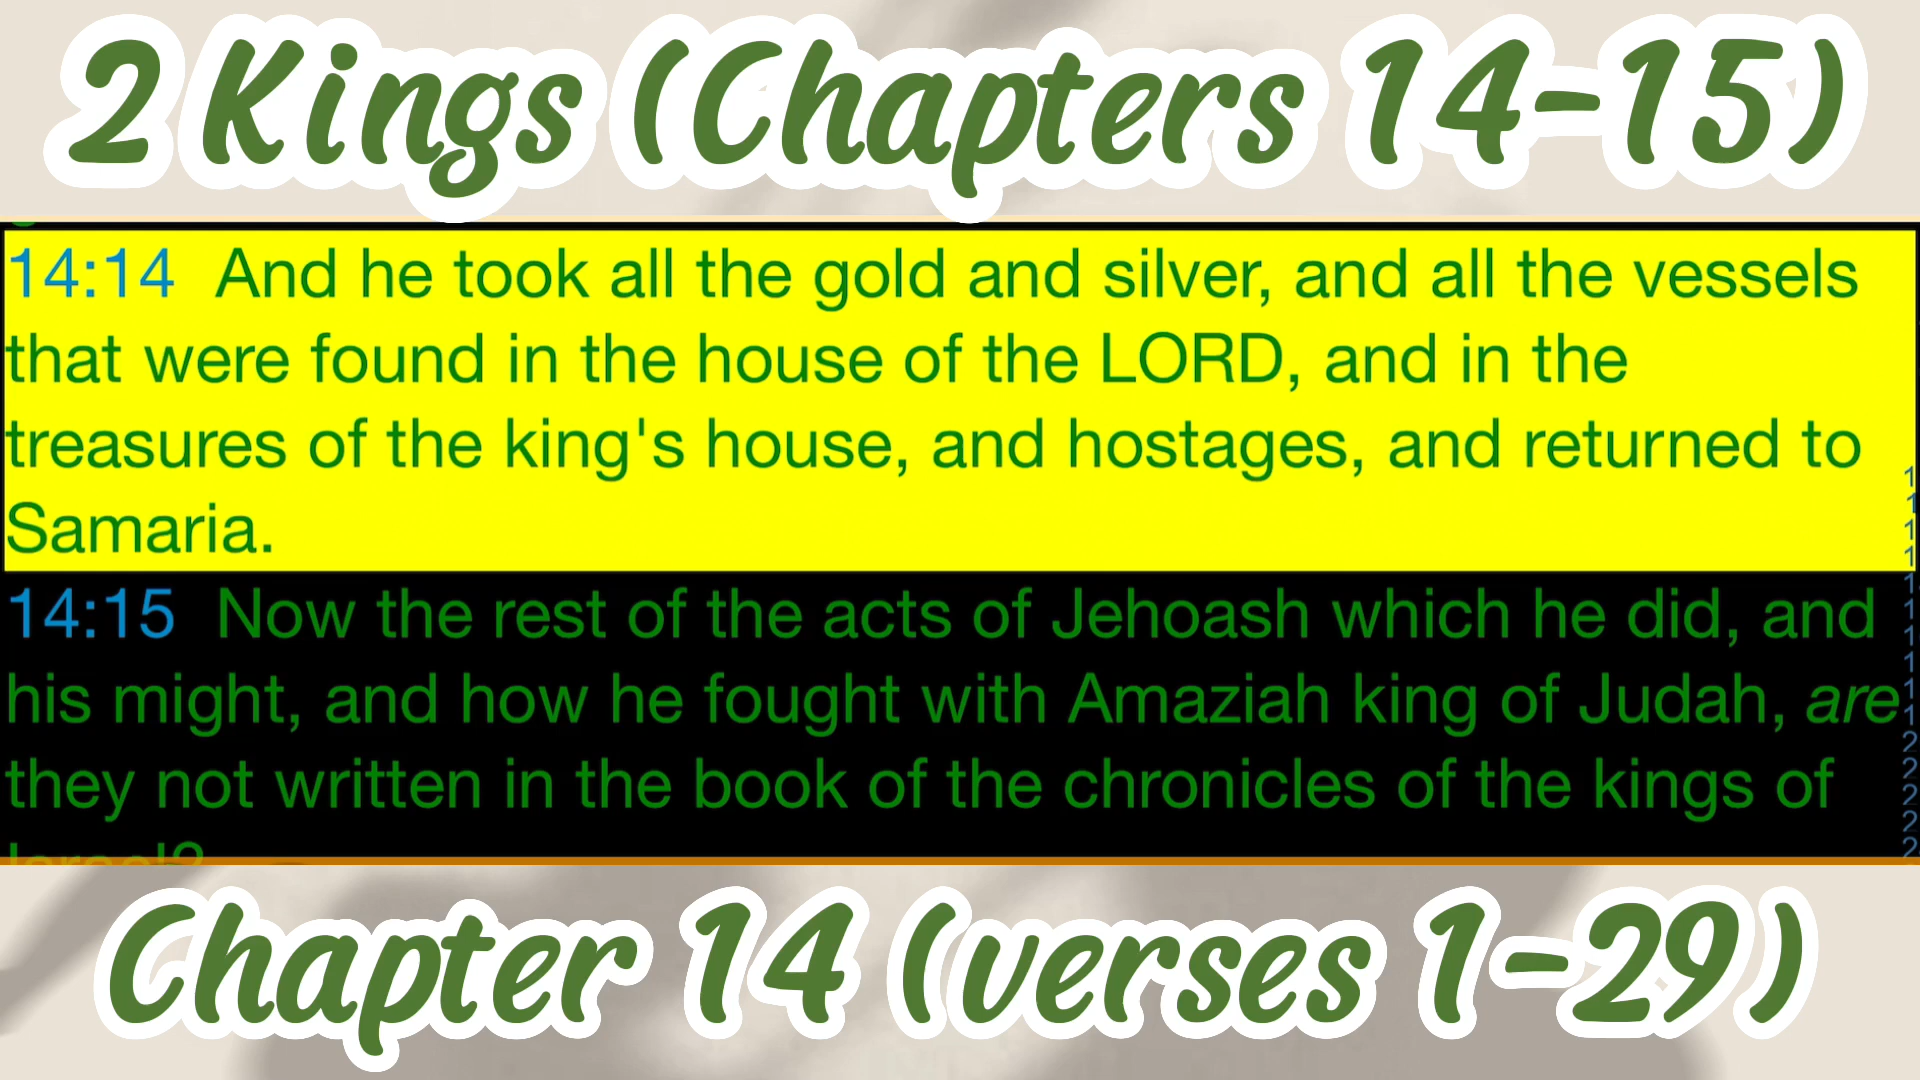 2 Kings (Chapters 14-15)
14:14 And he took all the gold and silver, and all the vessels
that were found in the house of the LORD, and in the
treasures of the king's house, and hostages, and returned to
Samaria.
14:15 Now the rest of the acts of Jehoash which he did, and
his might, and how he fought with Amaziah king of Judah, are
they not written in the book of the chronicles of the kings of
Israel?
Chapter 14 (verses 1-29)